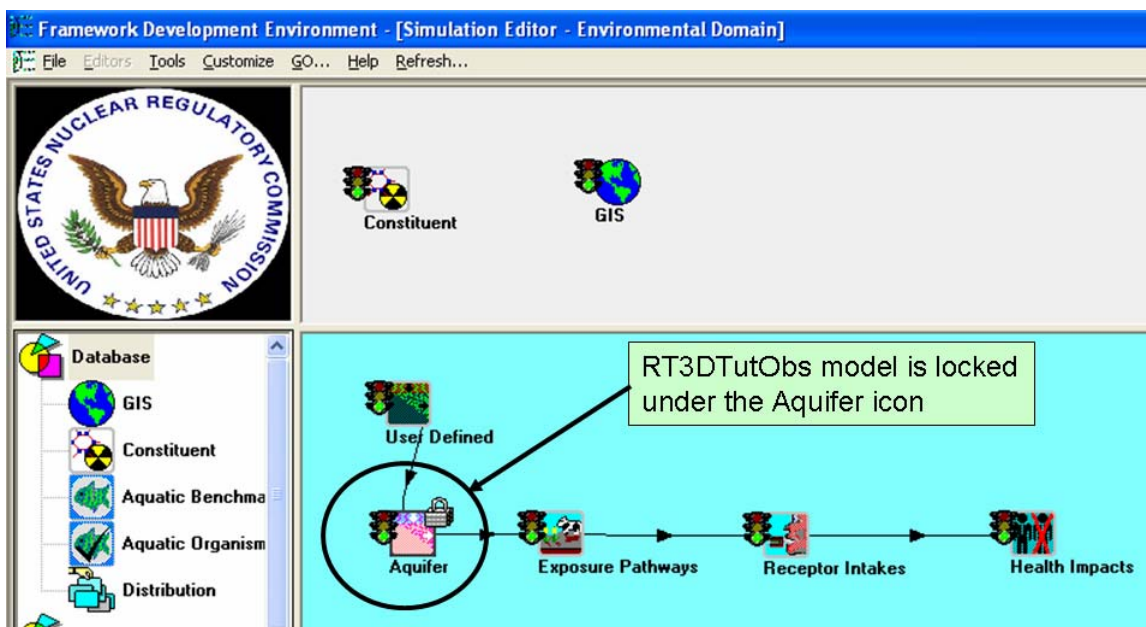 Framework Development Environment - [Simulation Editor - Environmental Domain]
File Editors Tools Customize GO... Help Refresh...
UNITED STATES NUCLEAR REGULATORY COMMISSION
Constituent
GIS
Database
GIS
Constituent
Aquatic Benchma
Aquatic Organism
Distribution
RT3DTutObs model is locked
under the Aquifer icon
User Defined
Aquifer
Exposure Pathways
Receptor Intakes
Health Impacts